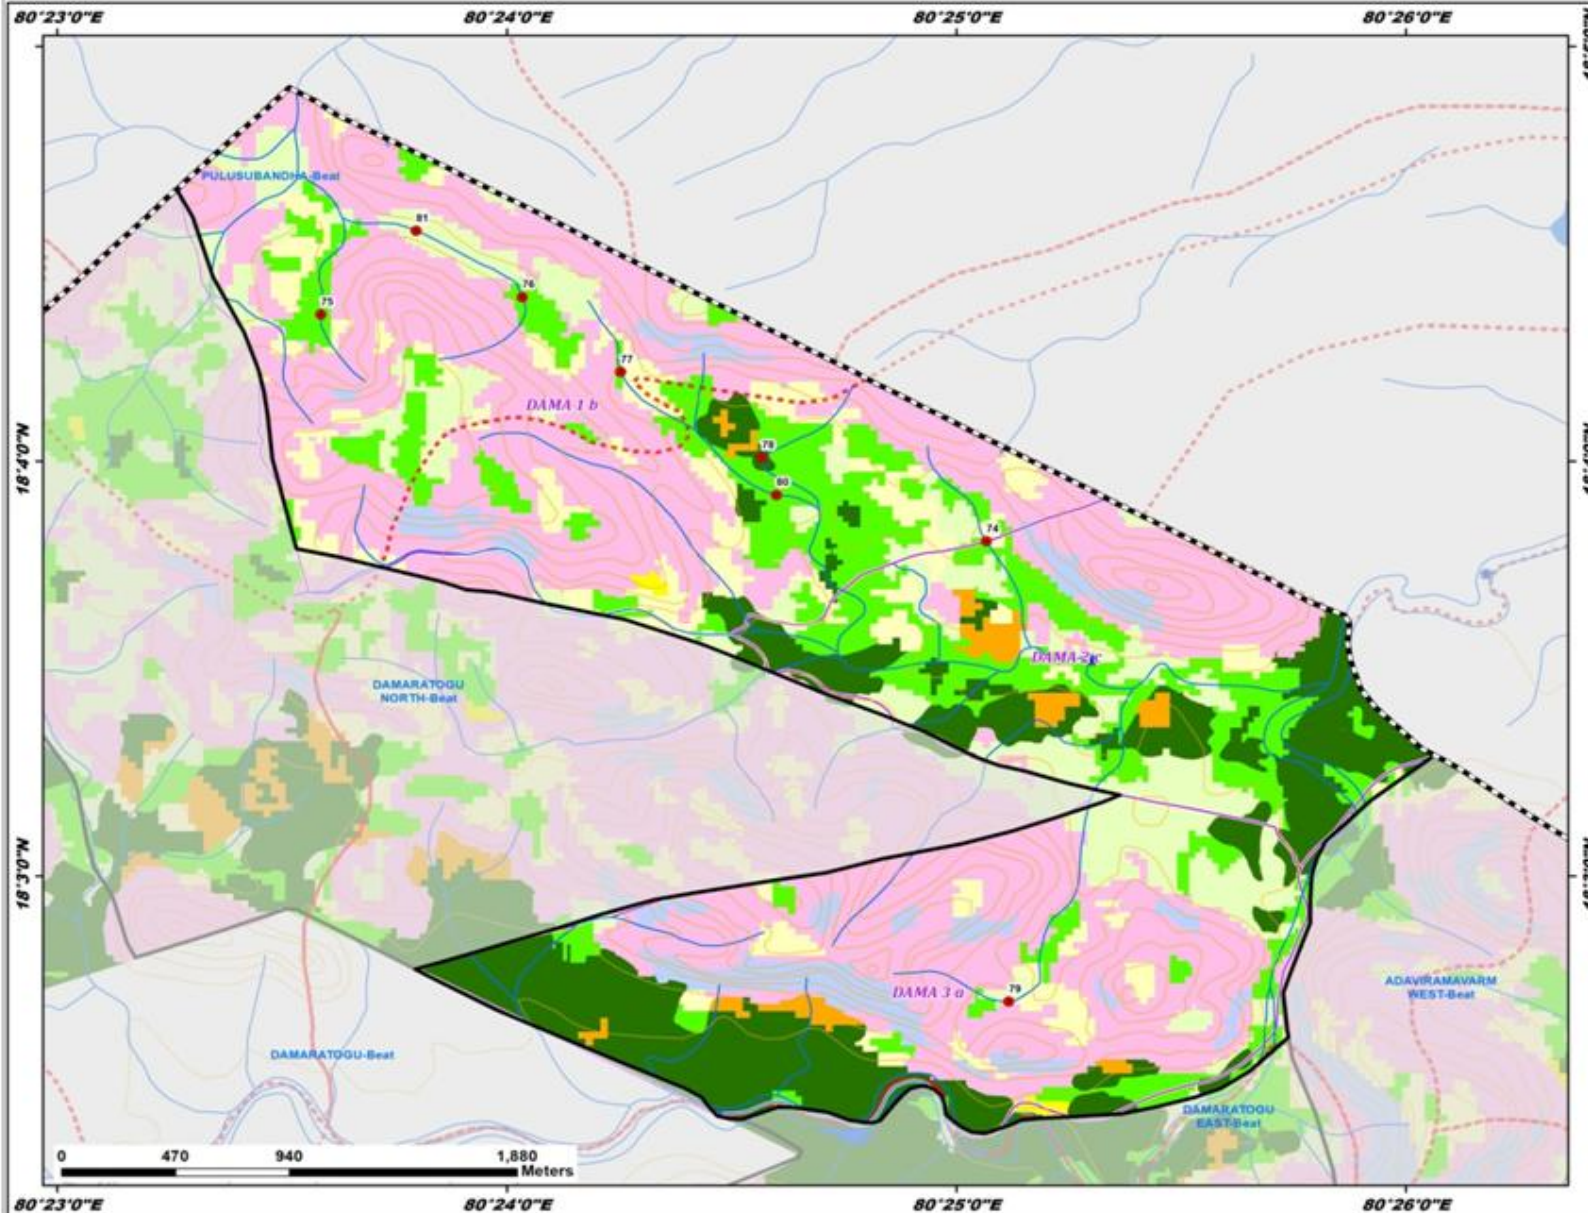 80°23'0"E 80°24'0"E 80°25'0"E 80°26'0"E
PULUSUBANDHA-Beat
81
76
75
77
DAMA 1 b
78
18°4'0"N
80
74
DAMA 2 c
DAMARATOGU
NORTH-Beat
18°3'0"N
DAMA 3 a
79
ADAVIRAMAVARM
WEST-Beat
DAMARATOGU-Beat
DAMARATOGU
EAST-Beat
0 470 940 1,880
Meters
80°23'0"E 80°24'0"E 80°25'0"E 80°26'0"E